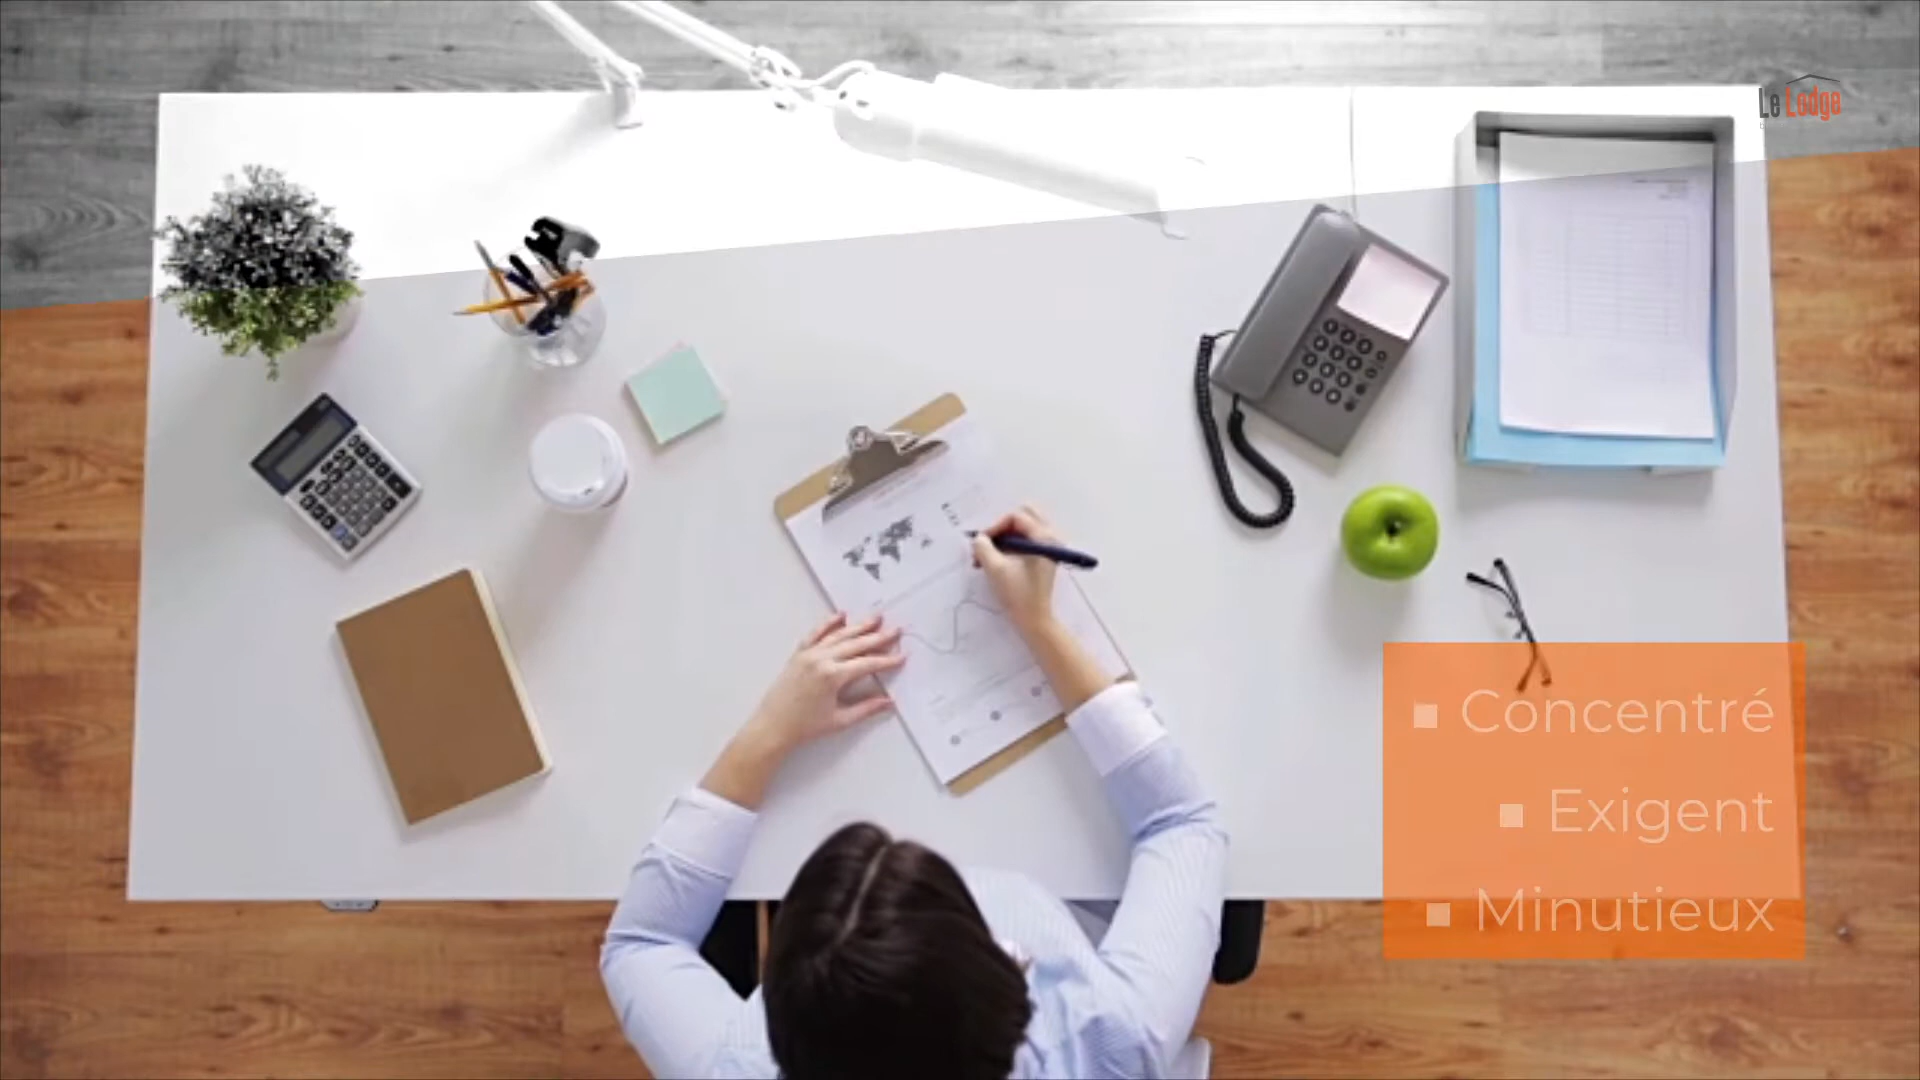 Le Lodge
▪ Concentré
▪ Exigent
▪ Minutieux